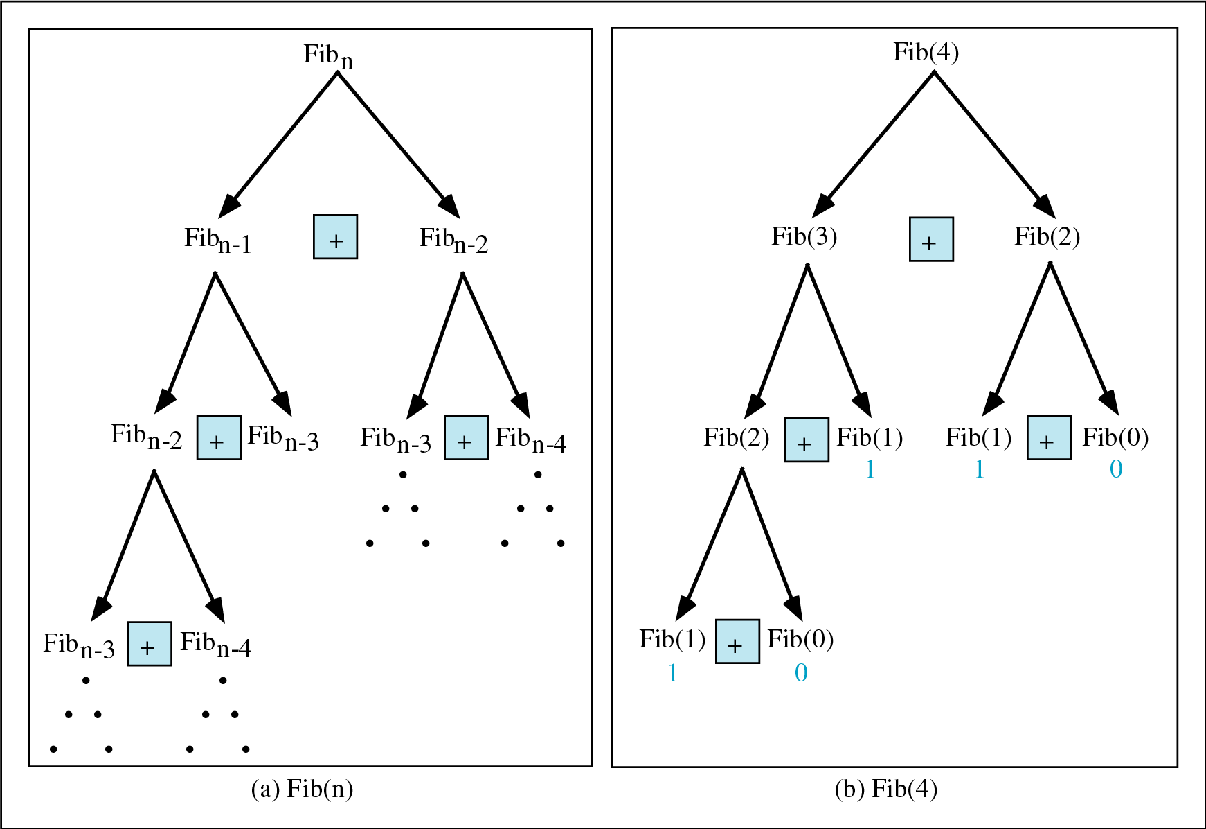 Fibn
Fibn-1 + Fibn-2
Fibn-2 + Fibn-3 Fibn-3 + Fibn-4
Fibn-3 + Fibn-4
(a) Fib(n)
Fib(4)
Fib(3) + Fib(2)
Fib(2) + Fib(1) Fib(1) + Fib(0)
1 1 0
Fib(1) + Fib(0)
1 0
(b) Fib(4)